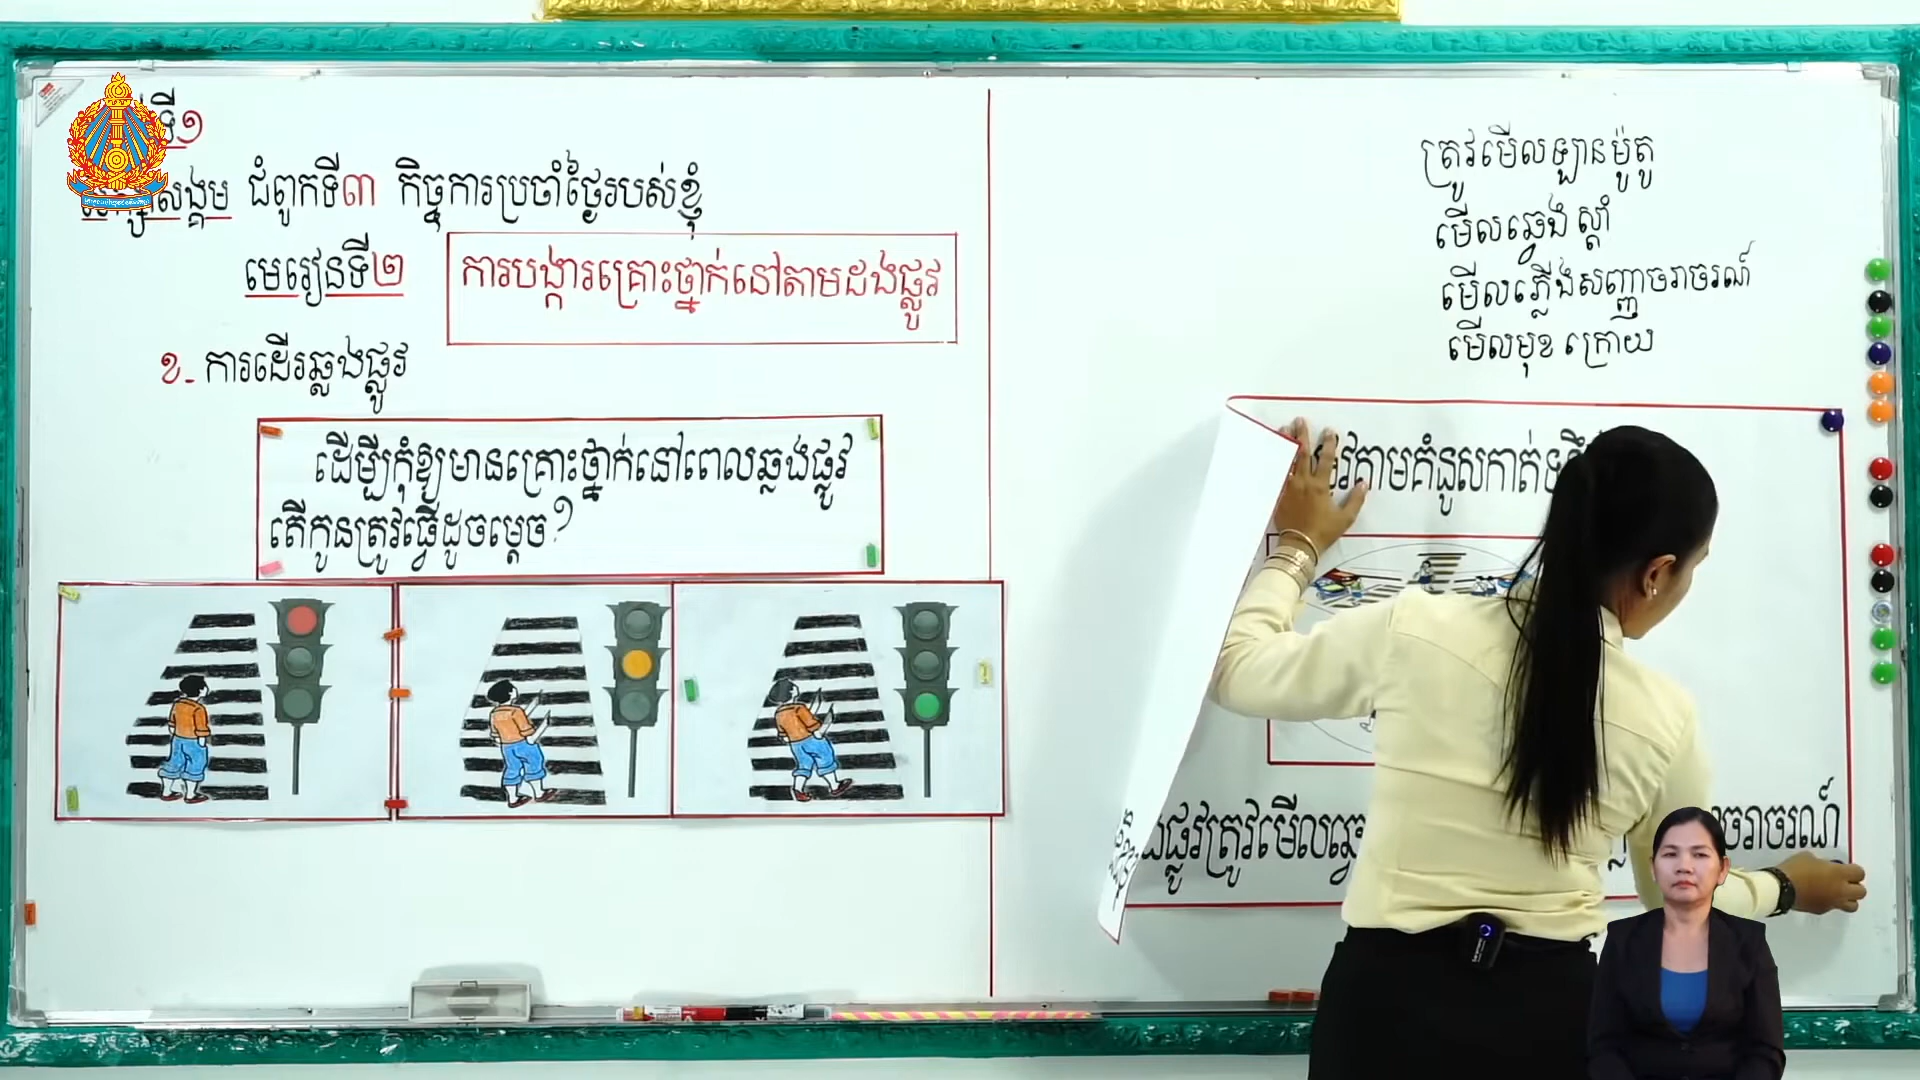 ទី១
សង្គម ជំពូកទី៣ កិច្ចការប្រចាំថ្ងៃរបស់ខ្ញុំ
មេរៀនទី២ ការបង្ការគ្រោះថ្នាក់នៅតាមដងផ្លូវ
ខ- ការដើរឆ្លងផ្លូវ
ដើម្បីកុំឱ្យមានគ្រោះថ្នាក់នៅពេលឆ្លងផ្លូវ
តើកូនត្រូវធ្វើដូចម្ដេច?
ត្រូវមើលឡានម៉ូតូ
មើលឆ្វេង ស្ដាំ
មើលភ្លើងសញ្ញាចរាចរណ៍
មើលមុខ ក្រោយ
តាមគំនូសកាត់ទទឹ
ផ្លូវត្រូវមើលឆ្វេ
ចរាចរណ៍